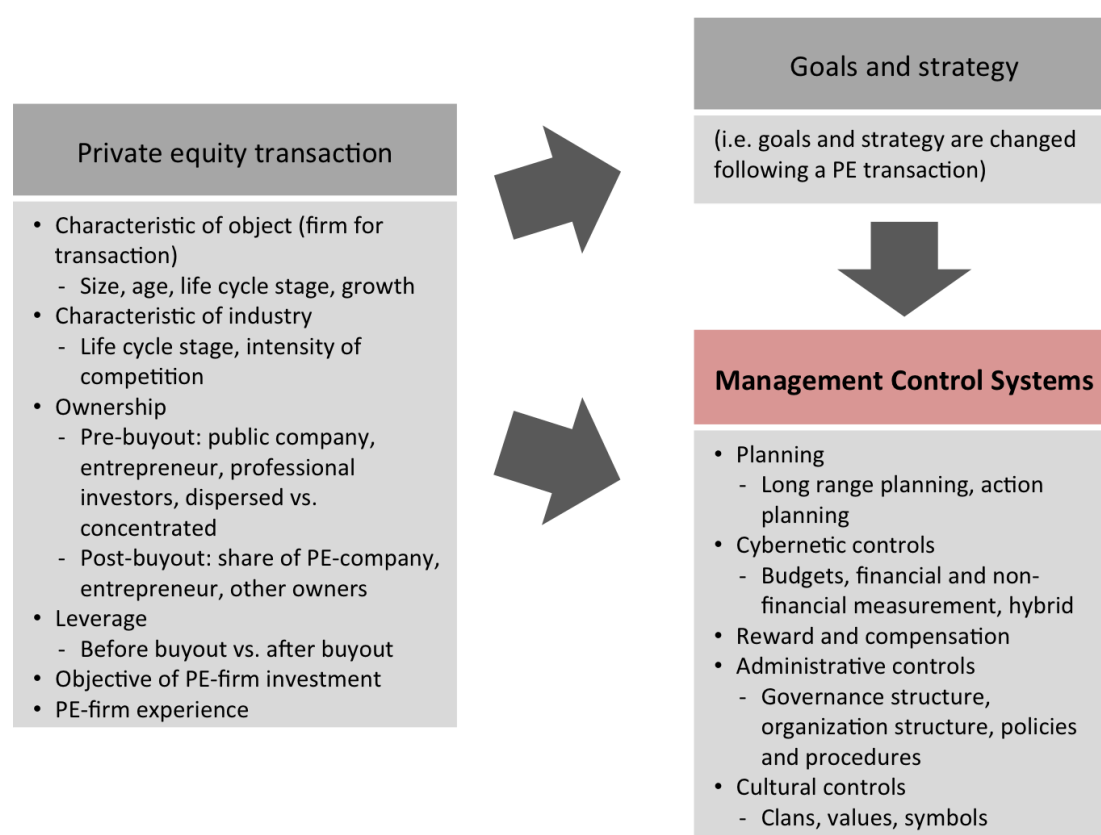 Private equity transaction
• Characteristic of object (firm for
transaction)
- Size, age, life cycle stage, growth
• Characteristic of industry
- Life cycle stage, intensity of
competition
• Ownership
- Pre-buyout: public company,
entrepreneur, professional
investors, dispersed vs.
concentrated
- Post-buyout: share of PE-company,
entrepreneur, other owners
• Leverage
- Before buyout vs. after buyout
• Objective of PE-firm investment
• PE-firm experience
Goals and strategy
(i.e. goals and strategy are changed
following a PE transaction)
Management Control Systems
• Planning
- Long range planning, action
planning
• Cybernetic controls
- Budgets, financial and non-
financial measurement, hybrid
• Reward and compensation
• Administrative controls
- Governance structure,
organization structure, policies
and procedures
• Cultural controls
- Clans, values, symbols